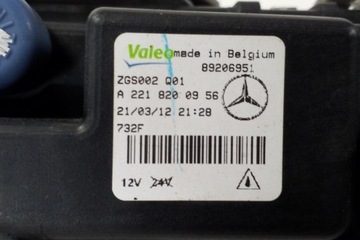 Valeo made in Belgium
89206951
ZGS002 Q01
A 221 820 09 56
21/03/12 21:28
732F
12V 24V